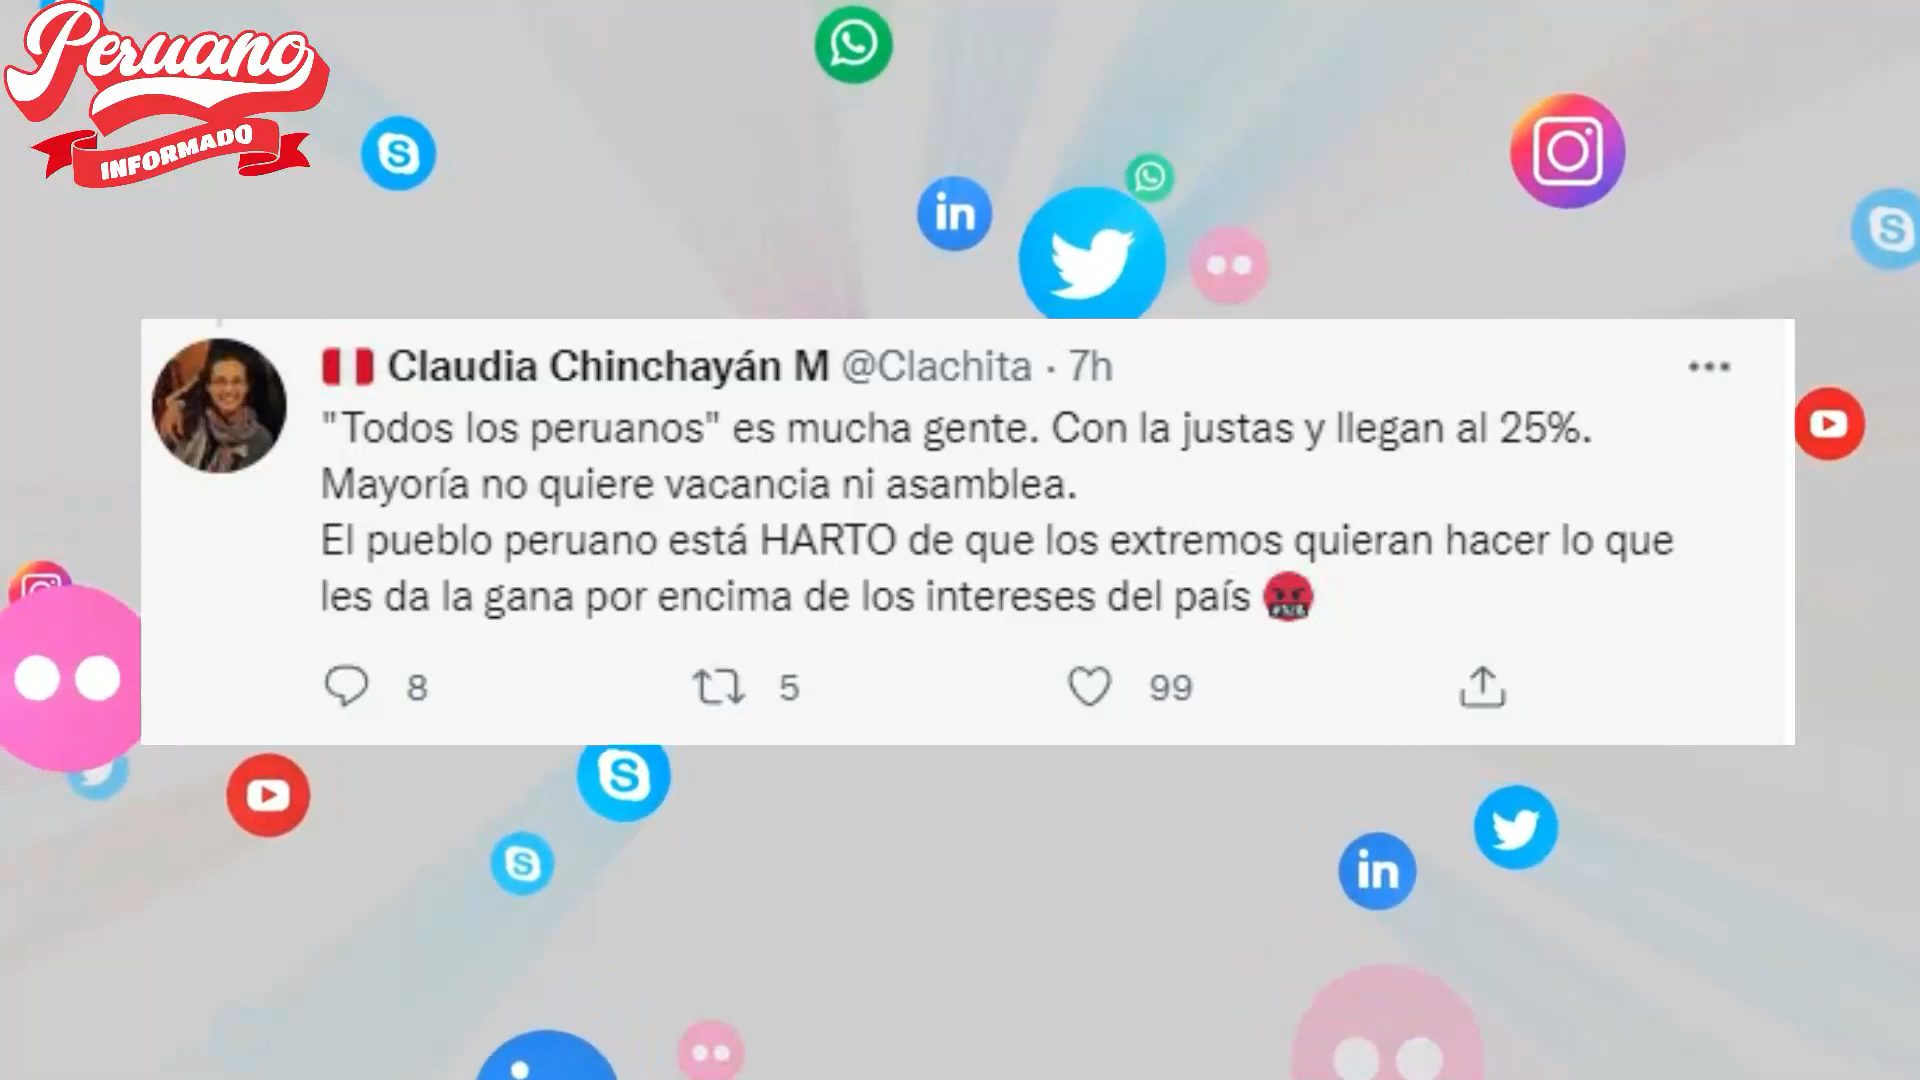 Peruano
INFORMADO
Claudia Chinchayán M @Clachita · 7h
"Todos los peruanos" es mucha gente. Con la justas y llegan al 25%.
Mayoría no quiere vacancia ni asamblea.
El pueblo peruano está HARTO de que los extremos quieran hacer lo que
les da la gana por encima de los intereses del país 🤬
8 5 99